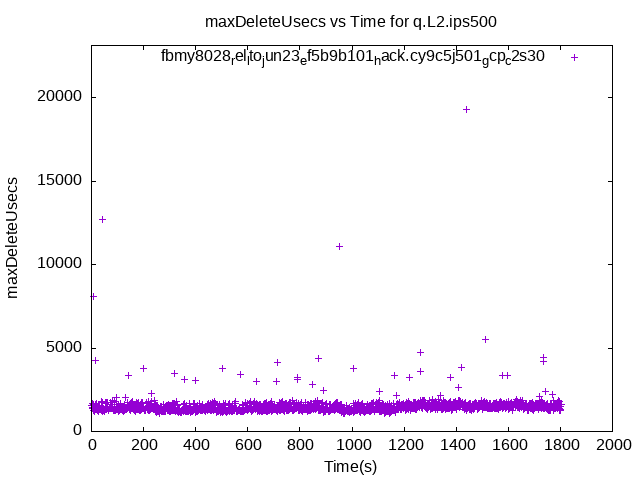 maxDeleteUsecs vs Time for q.L2.ips500
fbmy8028relltojun23ef5b9b101hack.cy9c5j501gcpc2s30
20000
15000
10000
5000
0
maxDeleteUsecs
0 200 400 600 800 1000 1200 1400 1600 1800 2000
Time(s)